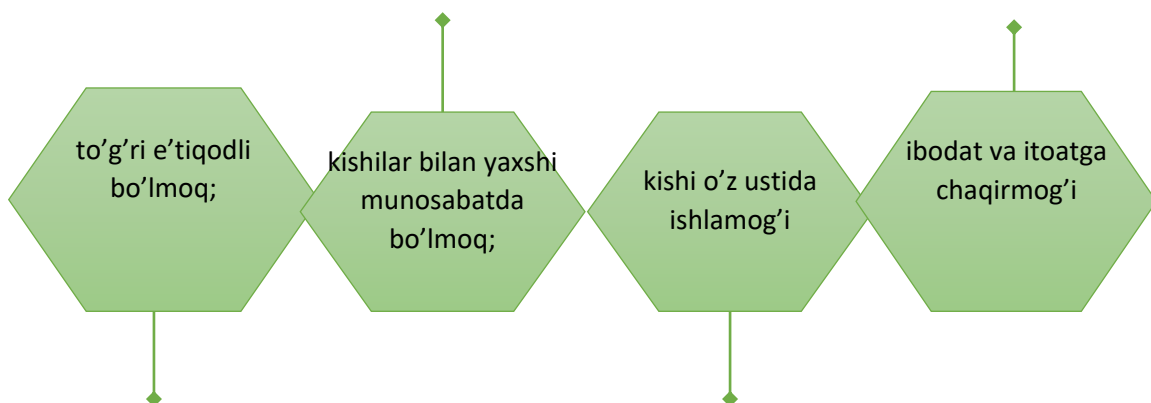 to’g’ri e’tiqodli
bo’lmoq;
kishilar bilan yaxshi
munosabatda
bo’lmoq;
kishi o’z ustida
ishlamog’i
ibodat va itoatga
chaqirmog’i